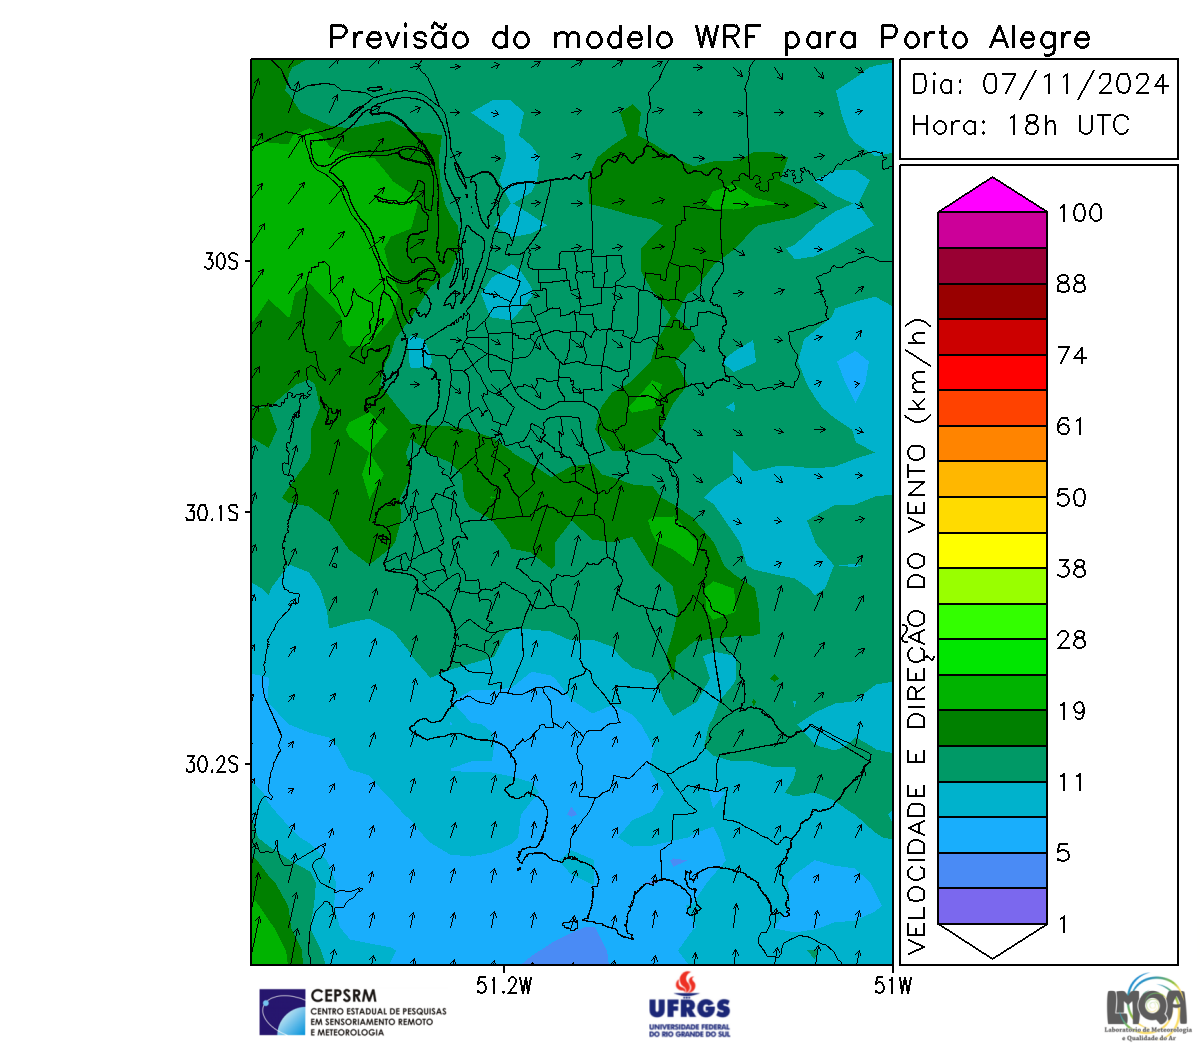 Previsão do modelo WRF para Porto Alegre
Dia: 07/11/2024
Hora: 18h UTC
VELOCIDADE E DIREÇÃO DO VENTO (km/h)
100
88
74
61
50
38
28
19
11
5
1
30S
30.1S
30.2S
51.2W
51W
CEPSRM
CENTRO ESTADUAL DE PESQUISAS
EM SENSORIAMENTO REMOTO
E METEOROLOGIA
UFRGS
UNIVERSIDADE FEDERAL
DO RIO GRANDE DO SUL
LMQA
Laboratório de Meteorologia
e Qualidade do Ar